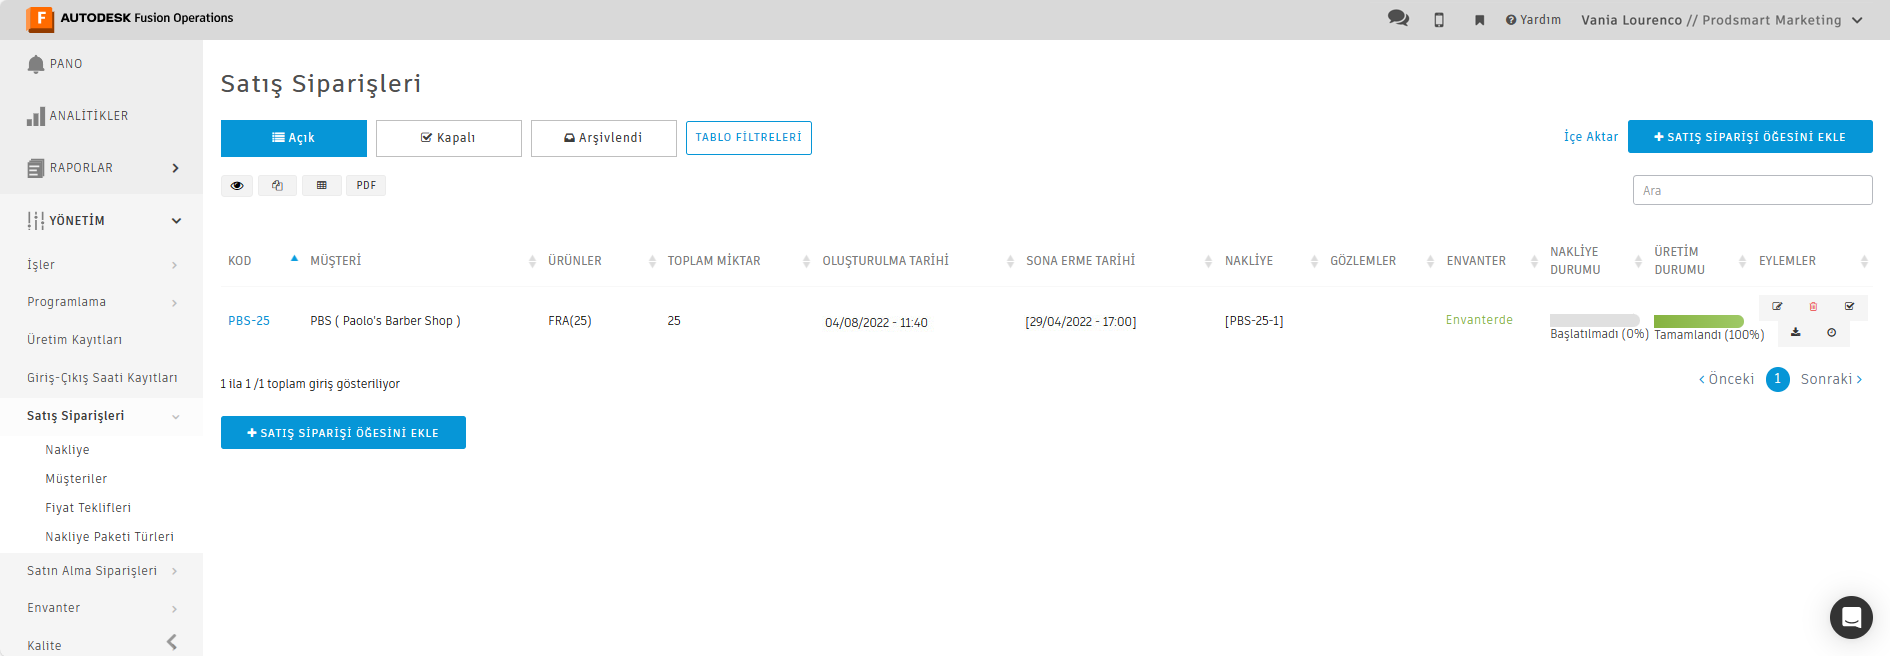 AUTODESK Fusion Operations
Yardım
Vania Lourenco // Prodsmart Marketing
PANO
ANALİTİKLER
RAPORLAR
YÖNETİM
İşler
Programlama
Üretim Kayıtları
Giriş-Çıkış Saati Kayıtları
Satış Siparişleri
Nakliye
Müşteriler
Fiyat Teklifleri
Nakliye Paketi Türleri
Satın Alma Siparişleri
Envanter
Kalite
Satış Siparişleri
Açık
Kapalı
Arşivlendi
TABLO FİLTRELERİ
İçe Aktar
SATIŞ SİPARİŞİ ÖĞESİNİ EKLE
PDF
Ara
KOD
MÜŞTERİ
ÜRÜNLER
TOPLAM MİKTAR
OLUŞTURULMA TARİHİ
SONA ERME TARİHİ
NAKLİYE
GÖZLEMLER
ENVANTER
NAKLİYE
DURUMU
ÜRETİM
DURUMU
EYLEMLER
PBS-25
PBS ( Paolo's Barber Shop )
FRA(25)
25
04/08/2022 - 11:40
[29/04/2022 - 17:00]
[PBS-25-1]
Envanterde
Başlatılmadı (0%)
Tamamlandı (100%)
1 ila 1 /1 toplam giriş gösteriliyor
Önceki 1 Sonraki
SATIŞ SİPARİŞİ ÖĞESİNİ EKLE